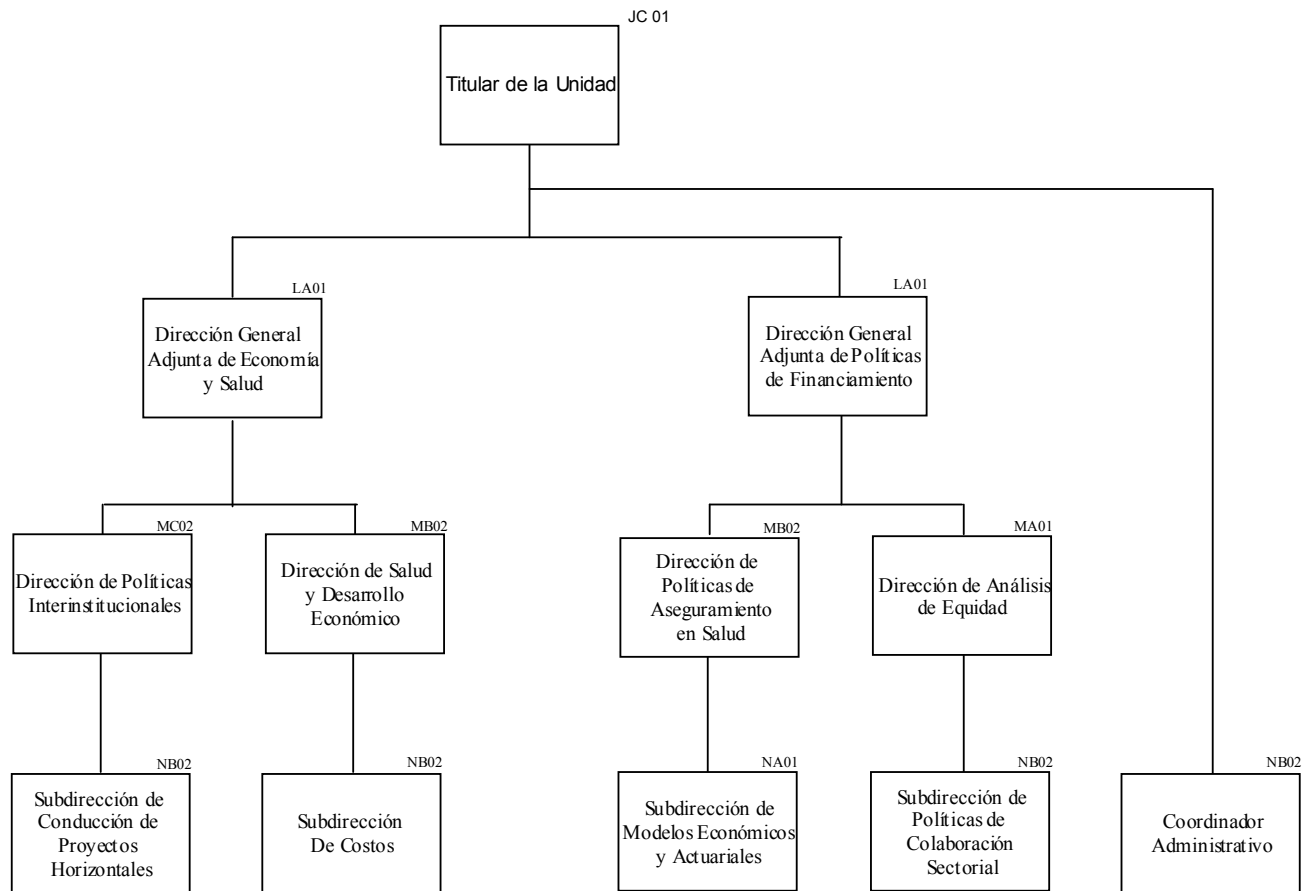 JC 01
Titular de la Unidad
LA01
Dirección General
Adjunta de Economía
y Salud
LA01
Dirección General
Adjunta de Políticas
de Financiamiento
MC02
Dirección de Políticas
Interinstitucionales
MB02
Dirección de Salud
y Desarrollo
Económico
MB02
Dirección de
Políticas de
Aseguramiento
en Salud
MA01
Dirección de Análisis
de Equidad
NB02
Subdirección de
Conducción de
Proyectos
Horizontales
NB02
Subdirección
De Costos
NA01
Subdirección de
Modelos Económicos
y Actuariales
NB02
Subdirección de
Políticas de
Colaboración
Sectorial
NB02
Coordinador
Administrativo